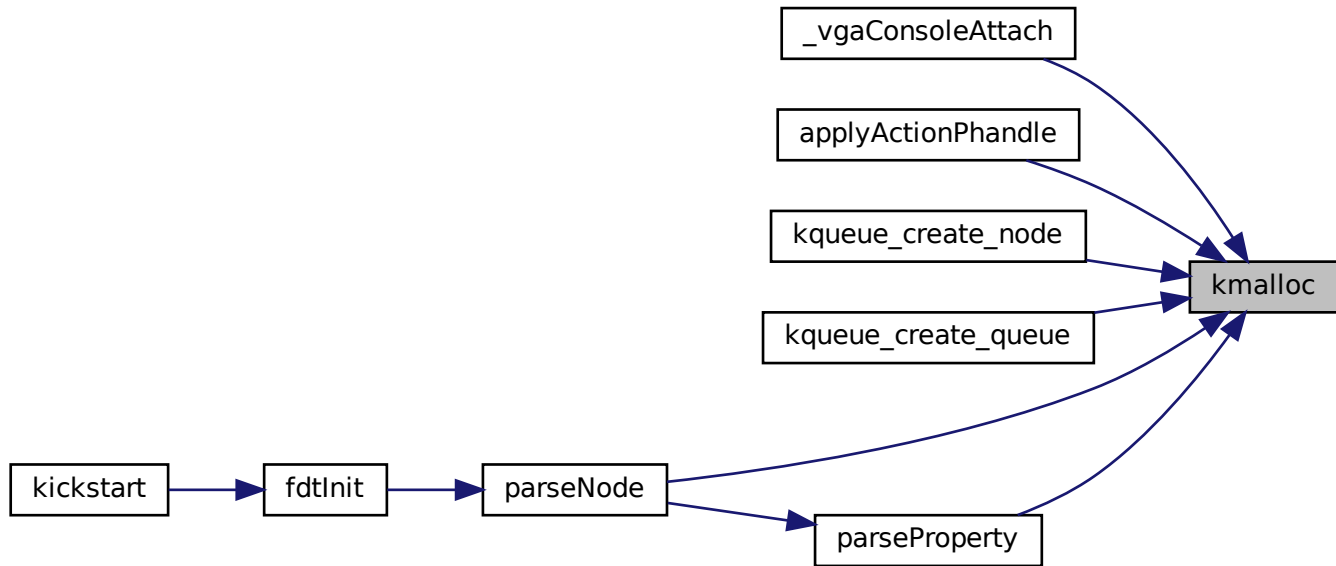 _vgaConsoleAttach
applyActionPhandle
kqueue_create_node
kmalloc
kqueue_create_queue
kickstart
fdtInit
parseNode
parseProperty